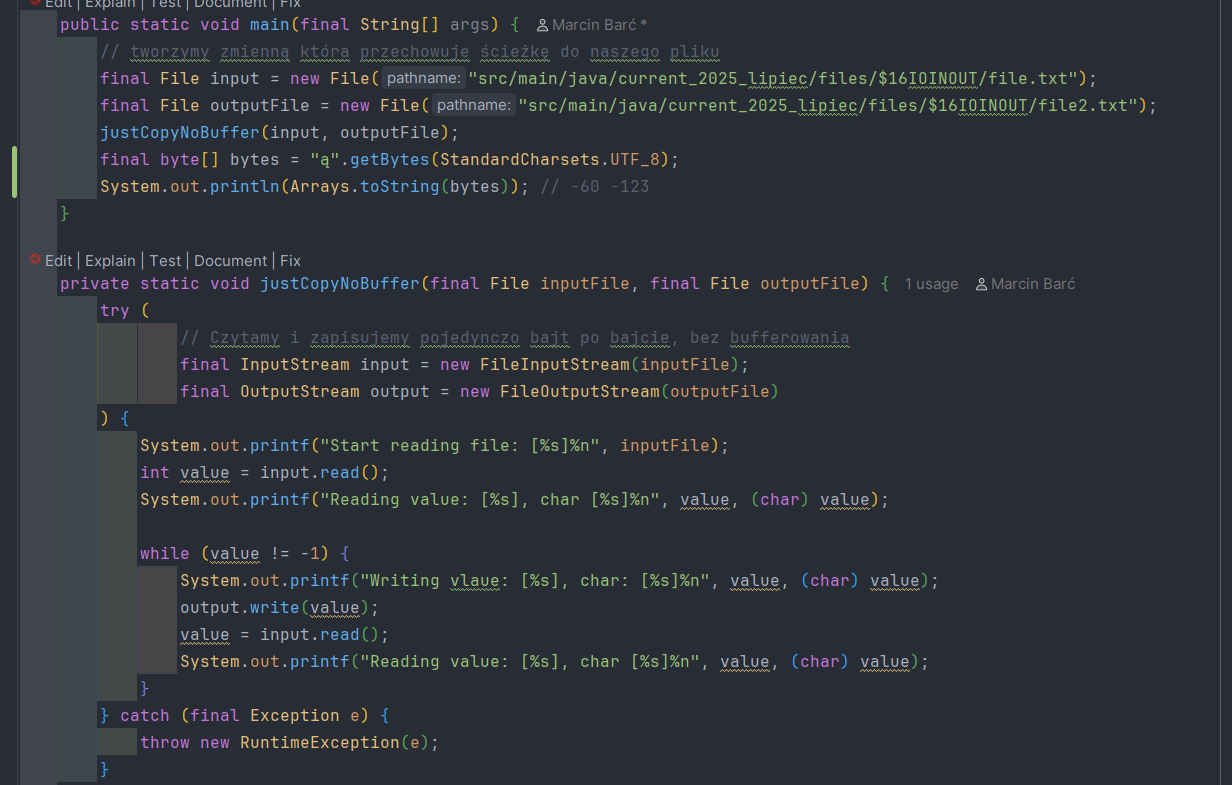 Edit | Explain | Test | Document | Fix
public static void main(final String[] args) { Marcin Barć *
// tworzymy zmienną która przechowuje ścieżkę do naszego pliku
final File input = new File( pathname: "src/main/java/current_2025_lipiec/files/$16IOINOUT/file.txt");
final File outputFile = new File( pathname: "src/main/java/current_2025_lipiec/files/$16IOINOUT/file2.txt");
justCopyNoBuffer(input, outputFile);
final byte[] bytes = "ą".getBytes(StandardCharsets.UTF_8);
System.out.println(Arrays.toString(bytes)); // -60 -123
}
Edit | Explain | Test | Document | Fix
private static void justCopyNoBuffer(final File inputFile, final File outputFile) { 1 usage Marcin Barć
try (
// Czytamy i zapisujemy pojedynczo bajt po bajcie, bez bufferowania
final InputStream input = new FileInputStream(inputFile);
final OutputStream output = new FileOutputStream(outputFile)
) {
System.out.printf("Start reading file: [%s]%n", inputFile);
int value = input.read();
System.out.printf("Reading value: [%s], char [%s]%n", value, (char) value);
while (value != -1) {
System.out.printf("Writing vlaue: [%s], char: [%s]%n", value, (char) value);
output.write(value);
value = input.read();
System.out.printf("Reading value: [%s], char [%s]%n", value, (char) value);
}
} catch (final Exception e) {
throw new RuntimeException(e);
}